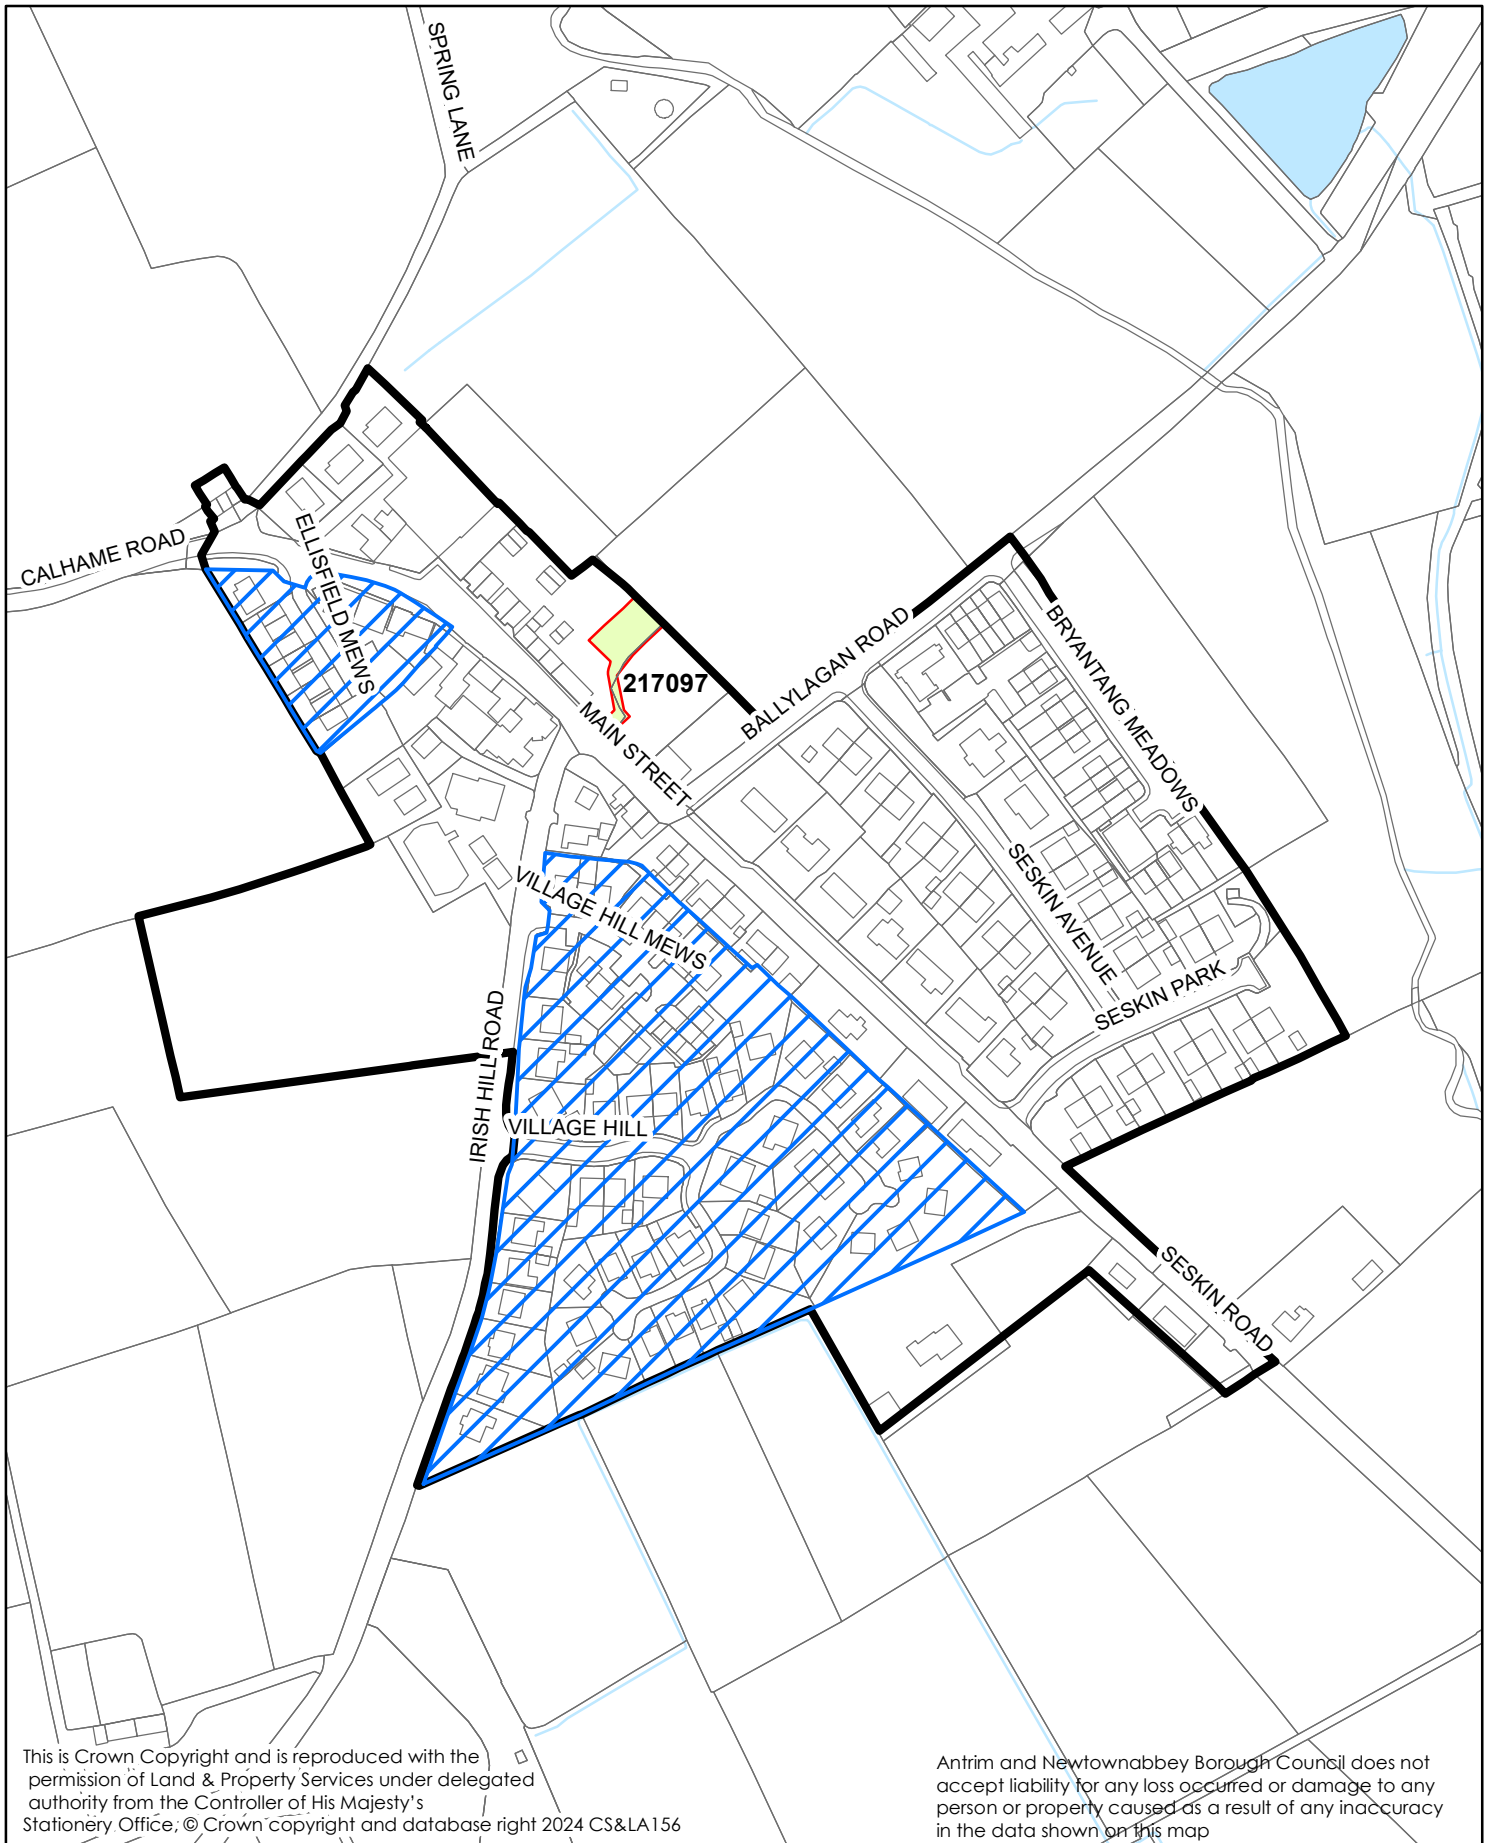 SPRING LANE
CALHAME ROAD
ELLISFIELD MEWS
217097
MAIN STREET
BALLYLAGAN ROAD
BRYANTANG MEADOWS
SESKIN AVENUE
VILLAGE HILL MEWS
SESKIN PARK
IRISH HILL ROAD
VILLAGE HILL
SESKIN ROAD
This is Crown Copyright and is reproduced with the
permission of Land & Property Services under delegated
authority from the Controller of His Majesty's
Stationery Office, © Crown copyright and database right 2024 CS&LA156
Antrim and Newtownabbey Borough Council does not
accept liability for any loss occurred or damage to any
person or property caused as a result of any inaccuracy
in the data shown on this map